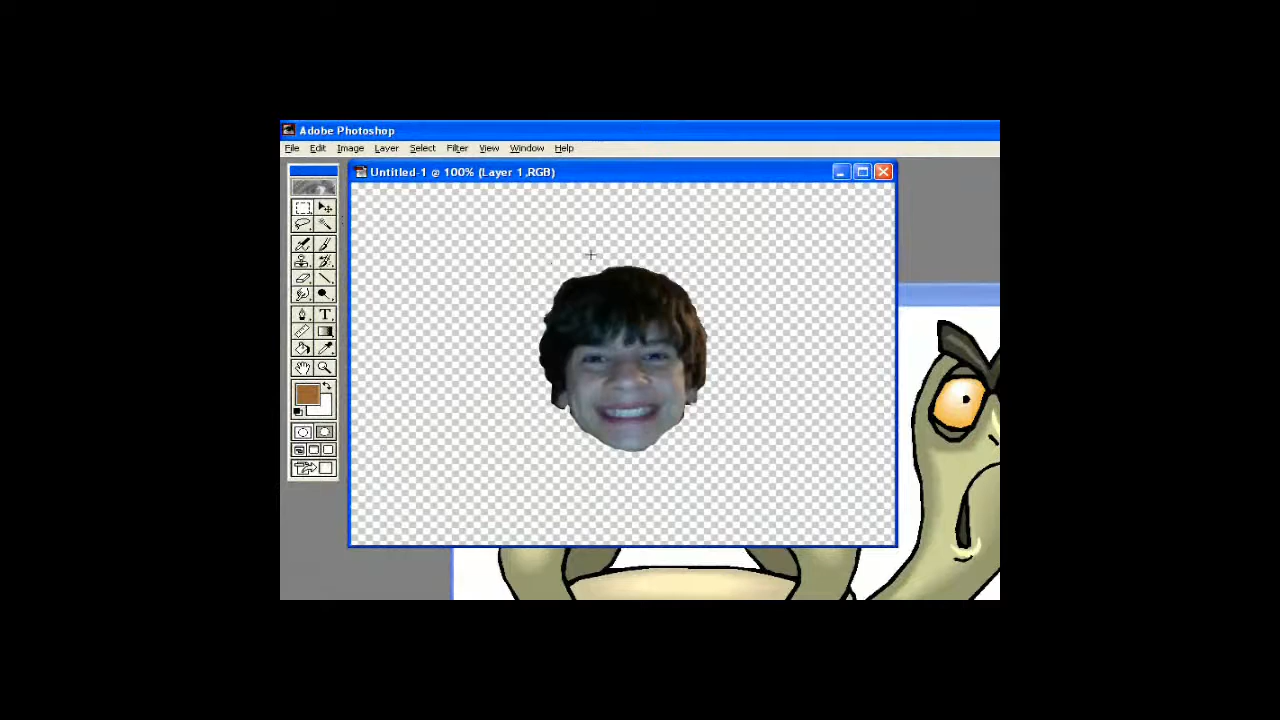 Adobe Photoshop
File Edit Image Layer Select Filter View Window Help
Untitled-1 @ 100% (Layer 1,RGB)
T